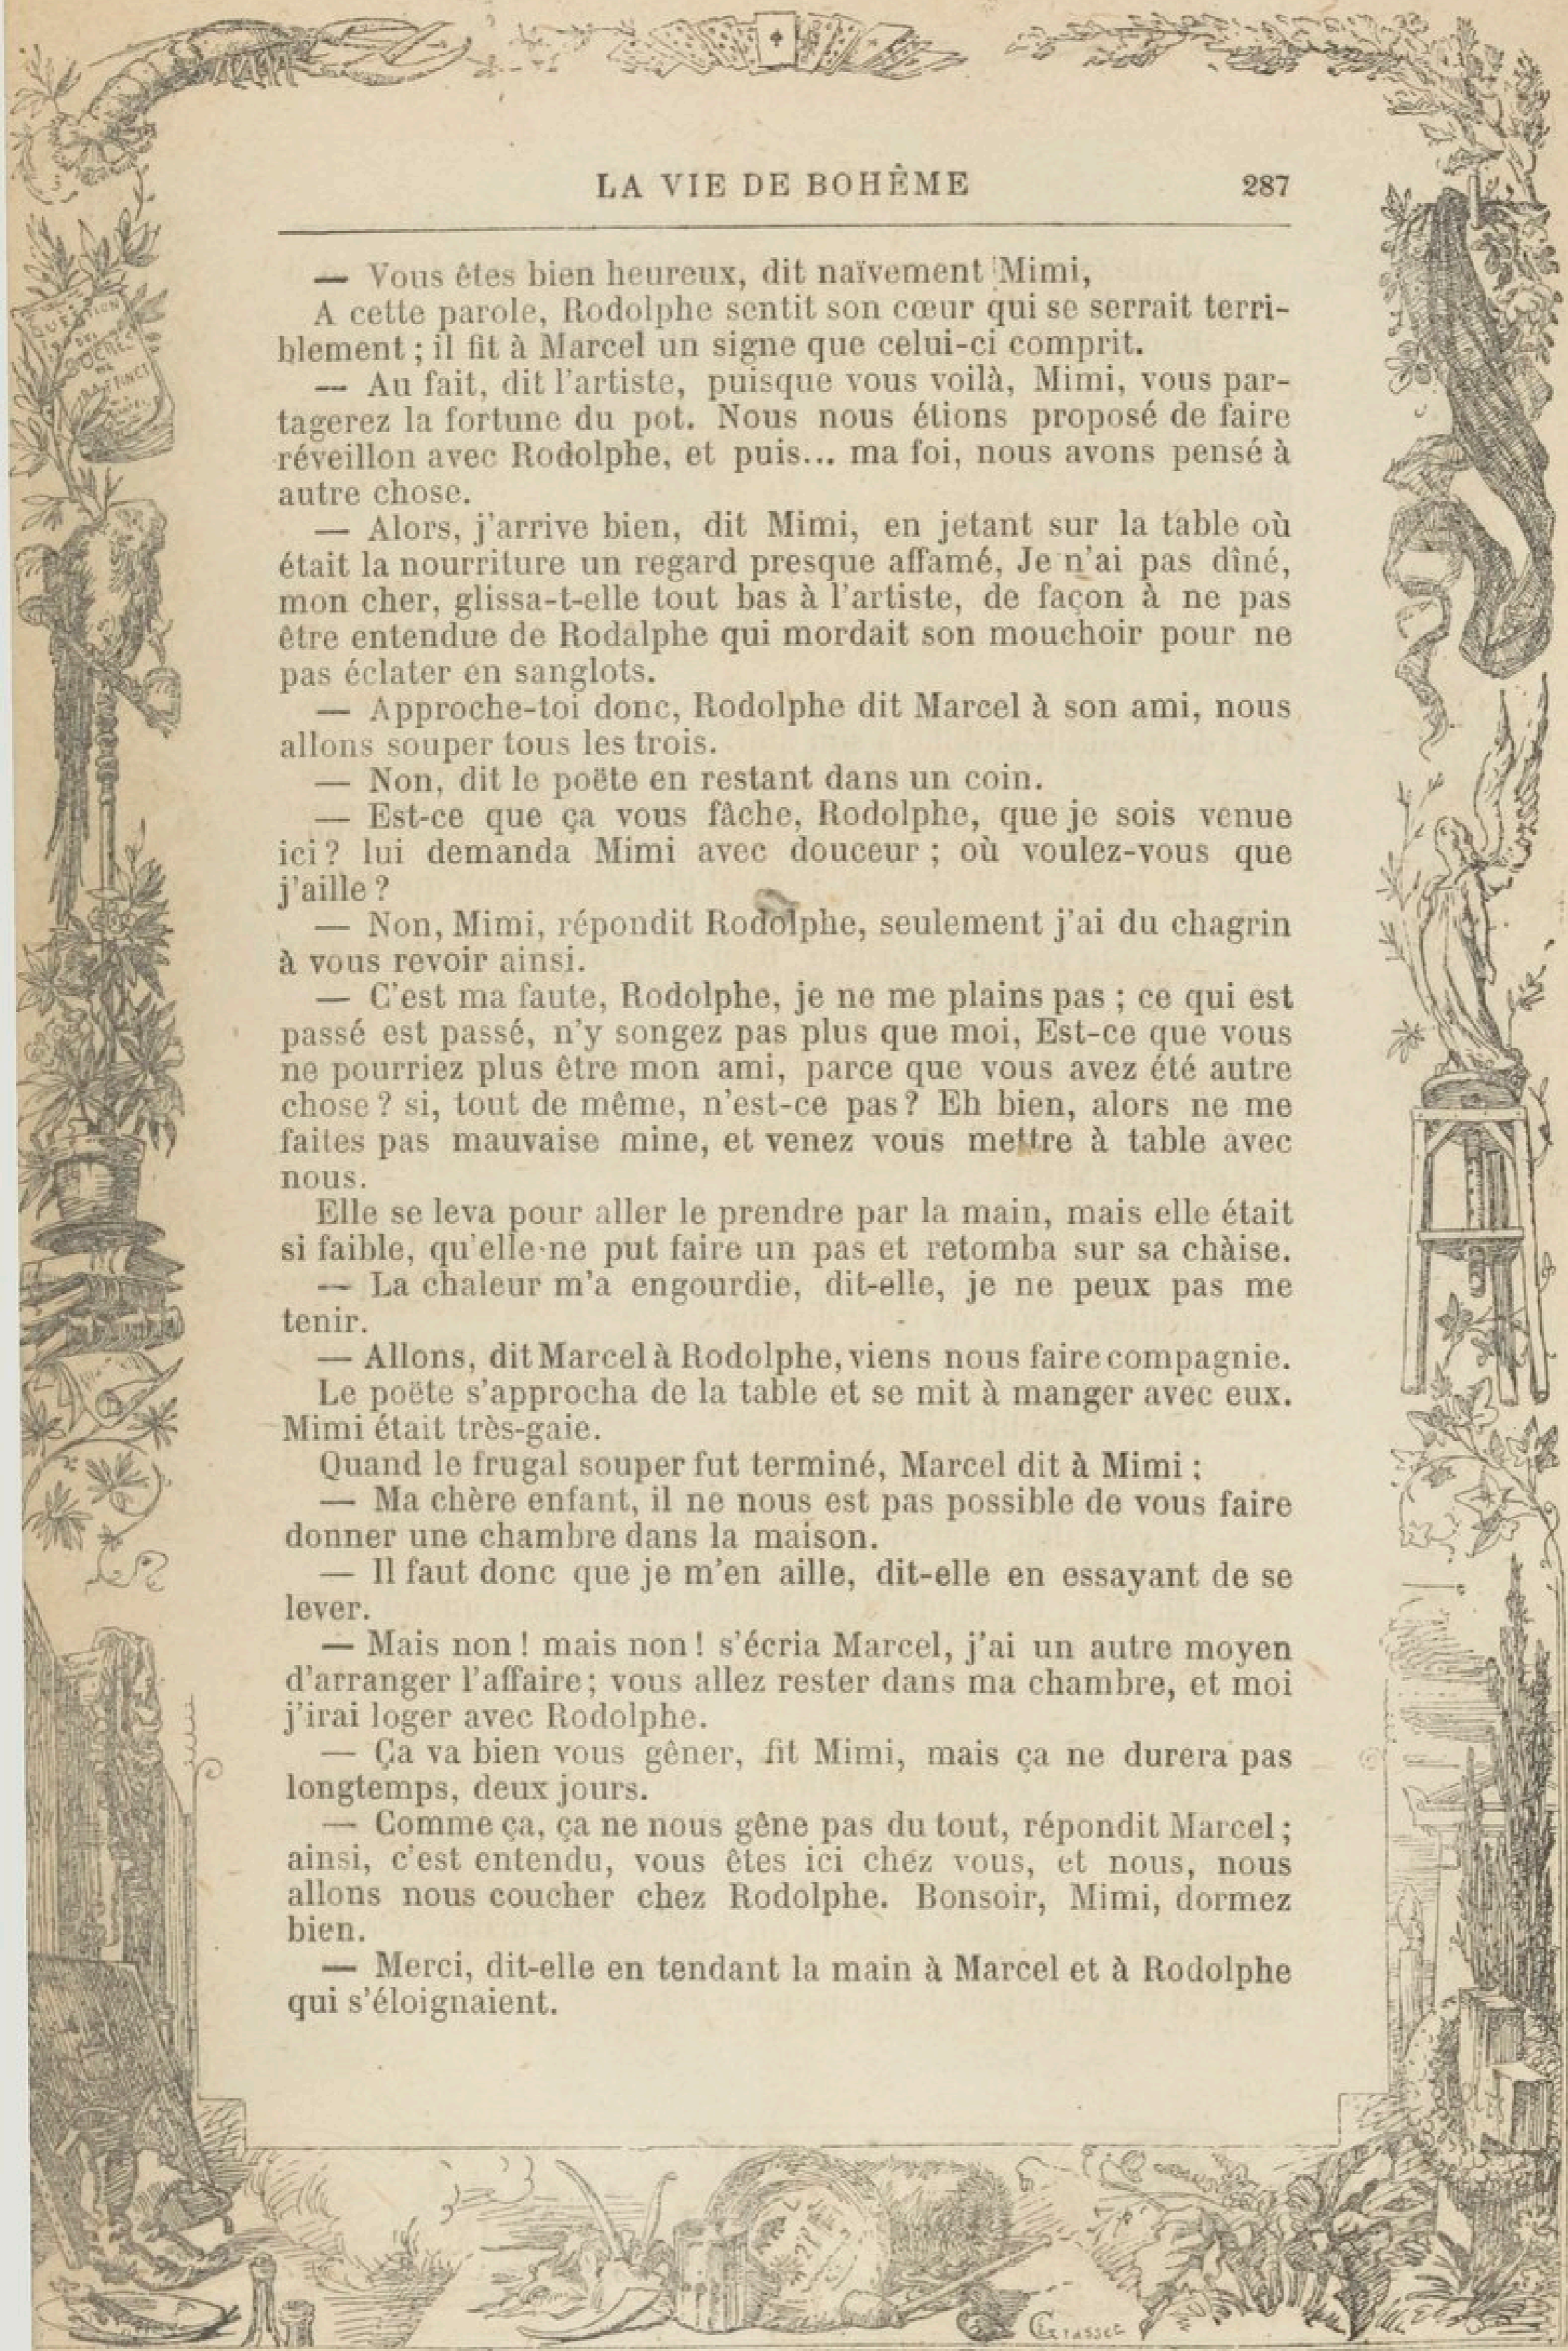 LA VIE DE BOHÊME 287
— Vous êtes bien heureux, dit naïvement Mimi,
A cette parole, Rodolphe sentit son cœur qui se serrait terri-
blement ; il fit à Marcel un signe que celui-ci comprit.
— Au fait, dit l'artiste, puisque vous voilà, Mimi, vous par-
tagerez la fortune du pot. Nous nous étions proposé de faire
réveillon avec Rodolphe, et puis... ma foi, nous avons pensé à
autre chose.
— Alors, j'arrive bien, dit Mimi, en jetant sur la table où
était la nourriture un regard presque affamé, Je n'ai pas dîné,
mon cher, glissa-t-elle tout bas à l'artiste, de façon à ne pas
être entendue de Rodalphe qui mordait son mouchoir pour ne
pas éclater en sanglots.
— Approche-toi donc, Rodolphe dit Marcel à son ami, nous
allons souper tous les trois.
— Non, dit le poëte en restant dans un coin.
— Est-ce que ça vous fâche, Rodolphe, que je sois venue
ici ? lui demanda Mimi avec douceur ; où voulez-vous que
j'aille ?
— Non, Mimi, répondit Rodolphe, seulement j'ai du chagrin
à vous revoir ainsi.
— C'est ma faute, Rodolphe, je ne me plains pas ; ce qui est
passé est passé, n'y songez pas plus que moi, Est-ce que vous
ne pourriez plus être mon ami, parce que vous avez été autre
chose ? si, tout de même, n'est-ce pas ? Eh bien, alors ne me
faites pas mauvaise mine, et venez vous mettre à table avec
nous.
Elle se leva pour aller le prendre par la main, mais elle était
si faible, qu'elle ne put faire un pas et retomba sur sa chàise.
— La chaleur m'a engourdie, dit-elle, je ne peux pas me
tenir.
— Allons, dit Marcel à Rodolphe, viens nous faire compagnie.
Le poëte s'approcha de la table et se mit à manger avec eux.
Mimi était très-gaie.
Quand le frugal souper fut terminé, Marcel dit à Mimi :
— Ma chère enfant, il ne nous est pas possible de vous faire
donner une chambre dans la maison.
— Il faut donc que je m'en aille, dit-elle en essayant de se
lever.
— Mais non ! mais non ! s'écria Marcel, j'ai un autre moyen
d'arranger l'affaire ; vous allez rester dans ma chambre, et moi
j'irai loger avec Rodolphe.
— Ça va bien vous gêner, fit Mimi, mais ça ne durera pas
longtemps, deux jours.
— Comme ça, ça ne nous gêne pas du tout, répondit Marcel ;
ainsi, c'est entendu, vous êtes ici chez vous, et nous, nous
allons nous coucher chez Rodolphe. Bonsoir, Mimi, dormez
bien.
— Merci, dit-elle en tendant la main à Marcel et à Rodolphe
qui s'éloignaient.
QUESTION
DEL
GRASSET